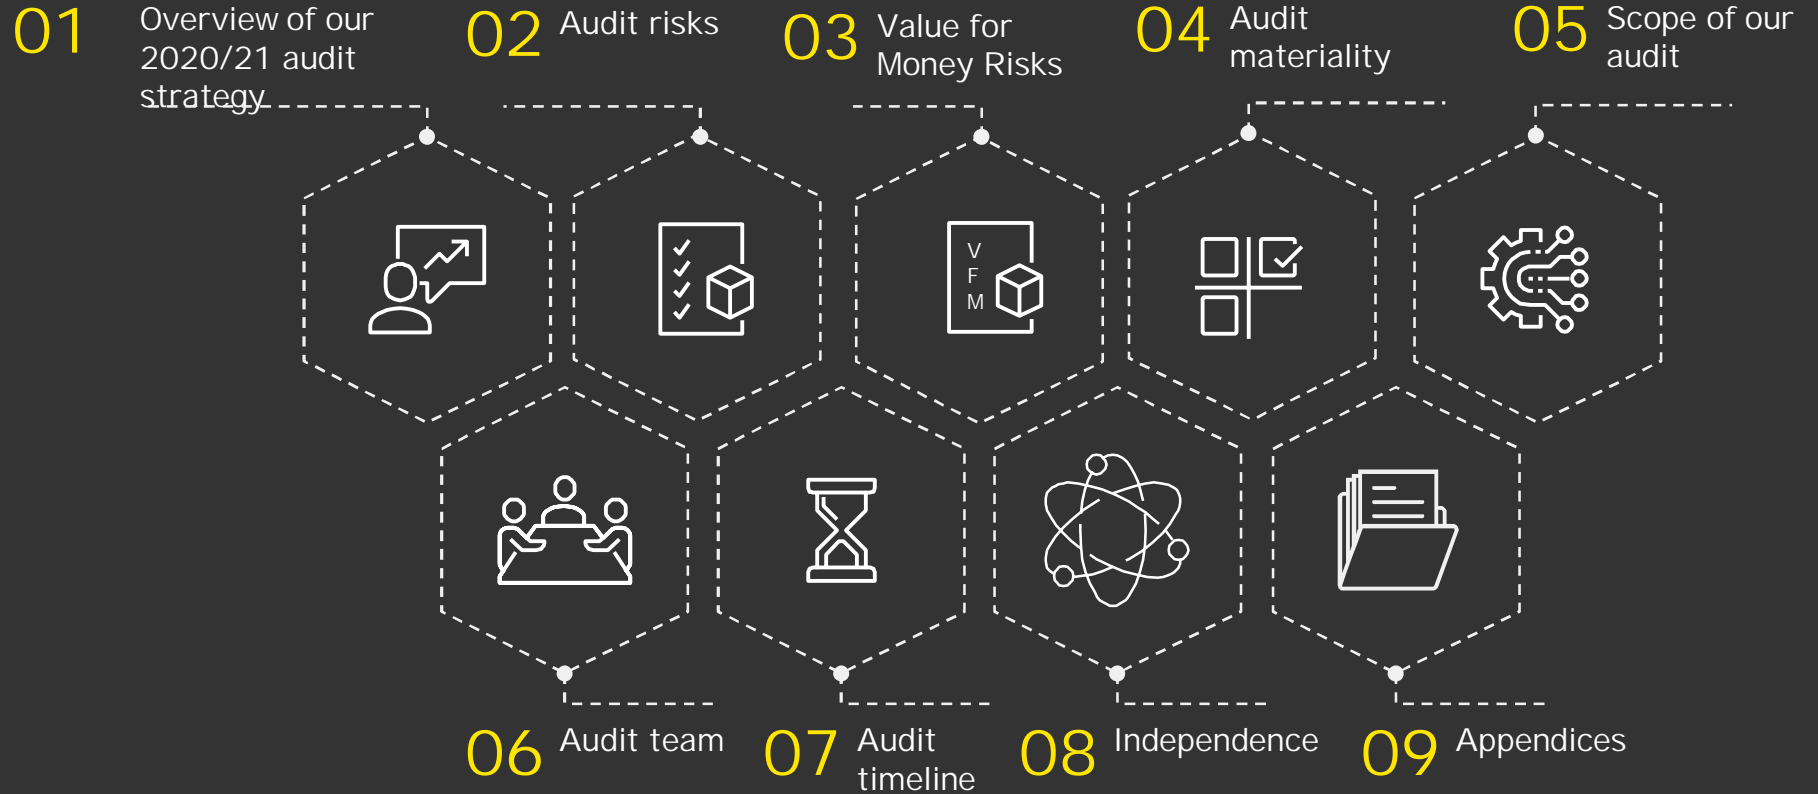 01
Overview of our
2020/21 audit
strategy
02
Audit risks
03
Value for
Money Risks
04
Audit
materiality
05
Scope of our
audit
V
F
M
06
Audit team
07
Audit
timeline
08
Independence
09
Appendices